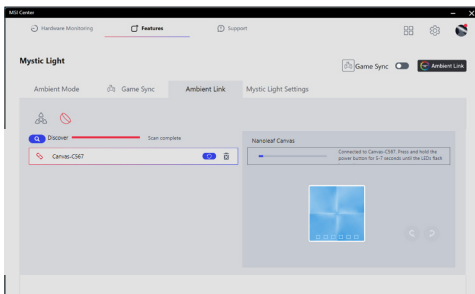 MSI Center
Hardware Monitoring
Features
Support
Mystic Light
Game Sync
Ambient Link
Ambient Mode
Game Sync
Ambient Link
Mystic Light Settings
Discover
Scan complete
Canvas-C567
Nanoleaf Canvas
Connected to Canvas-C567. Press and hold the
power button for 5-7 seconds until the LEDs flash